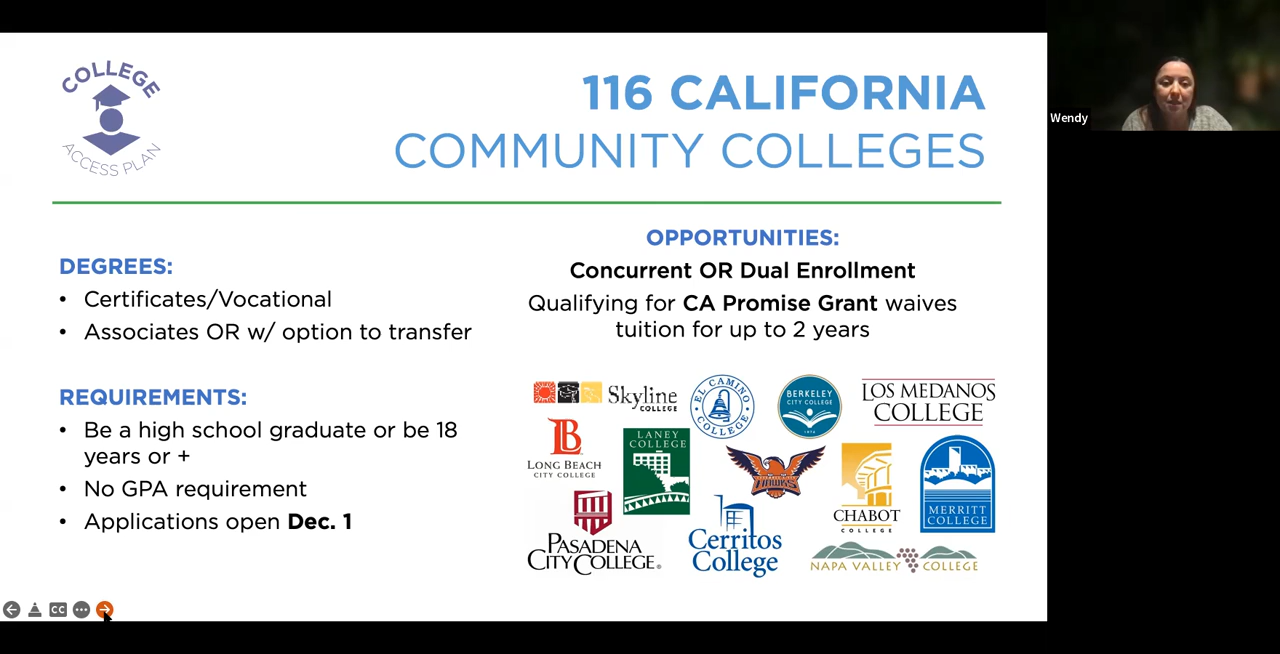 COLLEGE
ACCESS PLAN
116 CALIFORNIA
COMMUNITY COLLEGES
Wendy
DEGREES:
• Certificates/Vocational
• Associates OR w/ option to transfer
REQUIREMENTS:
• Be a high school graduate or be 18
years or +
• No GPA requirement
• Applications open Dec. 1
OPPORTUNITIES:
Concurrent OR Dual Enrollment
Qualifying for CA Promise Grant waives
tuition for up to 2 years
Skyline
COLLEGE
EL CAMINO
COLLEGE
BERKELEY
CITY COLLEGE
1974
LOS MEDANOS
COLLEGE
LB
LONG BEACH
CITY COLLEGE
LANEY
COLLEGE
HAWKS
CHABOT
COLLEGE
MERRITT
COLLEGE
PASADENA
CITY COLLEGE®
Cerritos
College
NAPA VALLEY COLLEGE
CC